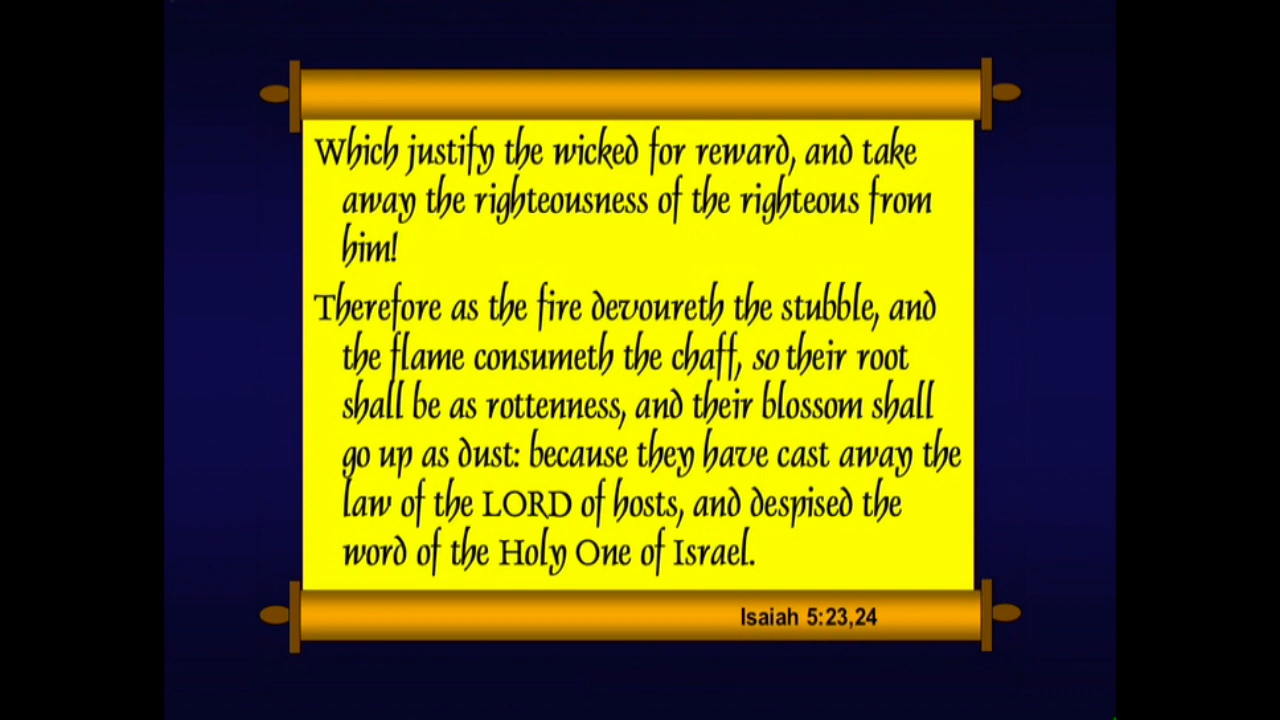 Which justify the wicked for reward, and take
away the righteousness of the righteous from
him!
Therefore as the fire devoureth the stubble, and
the flame consumeth the chaff, so their root
shall be as rottenness, and their blossom shall
go up as dust: because they have cast away the
law of the LORD of hosts, and despised the
word of the Holy One of Israel.
Isaiah 5:23,24